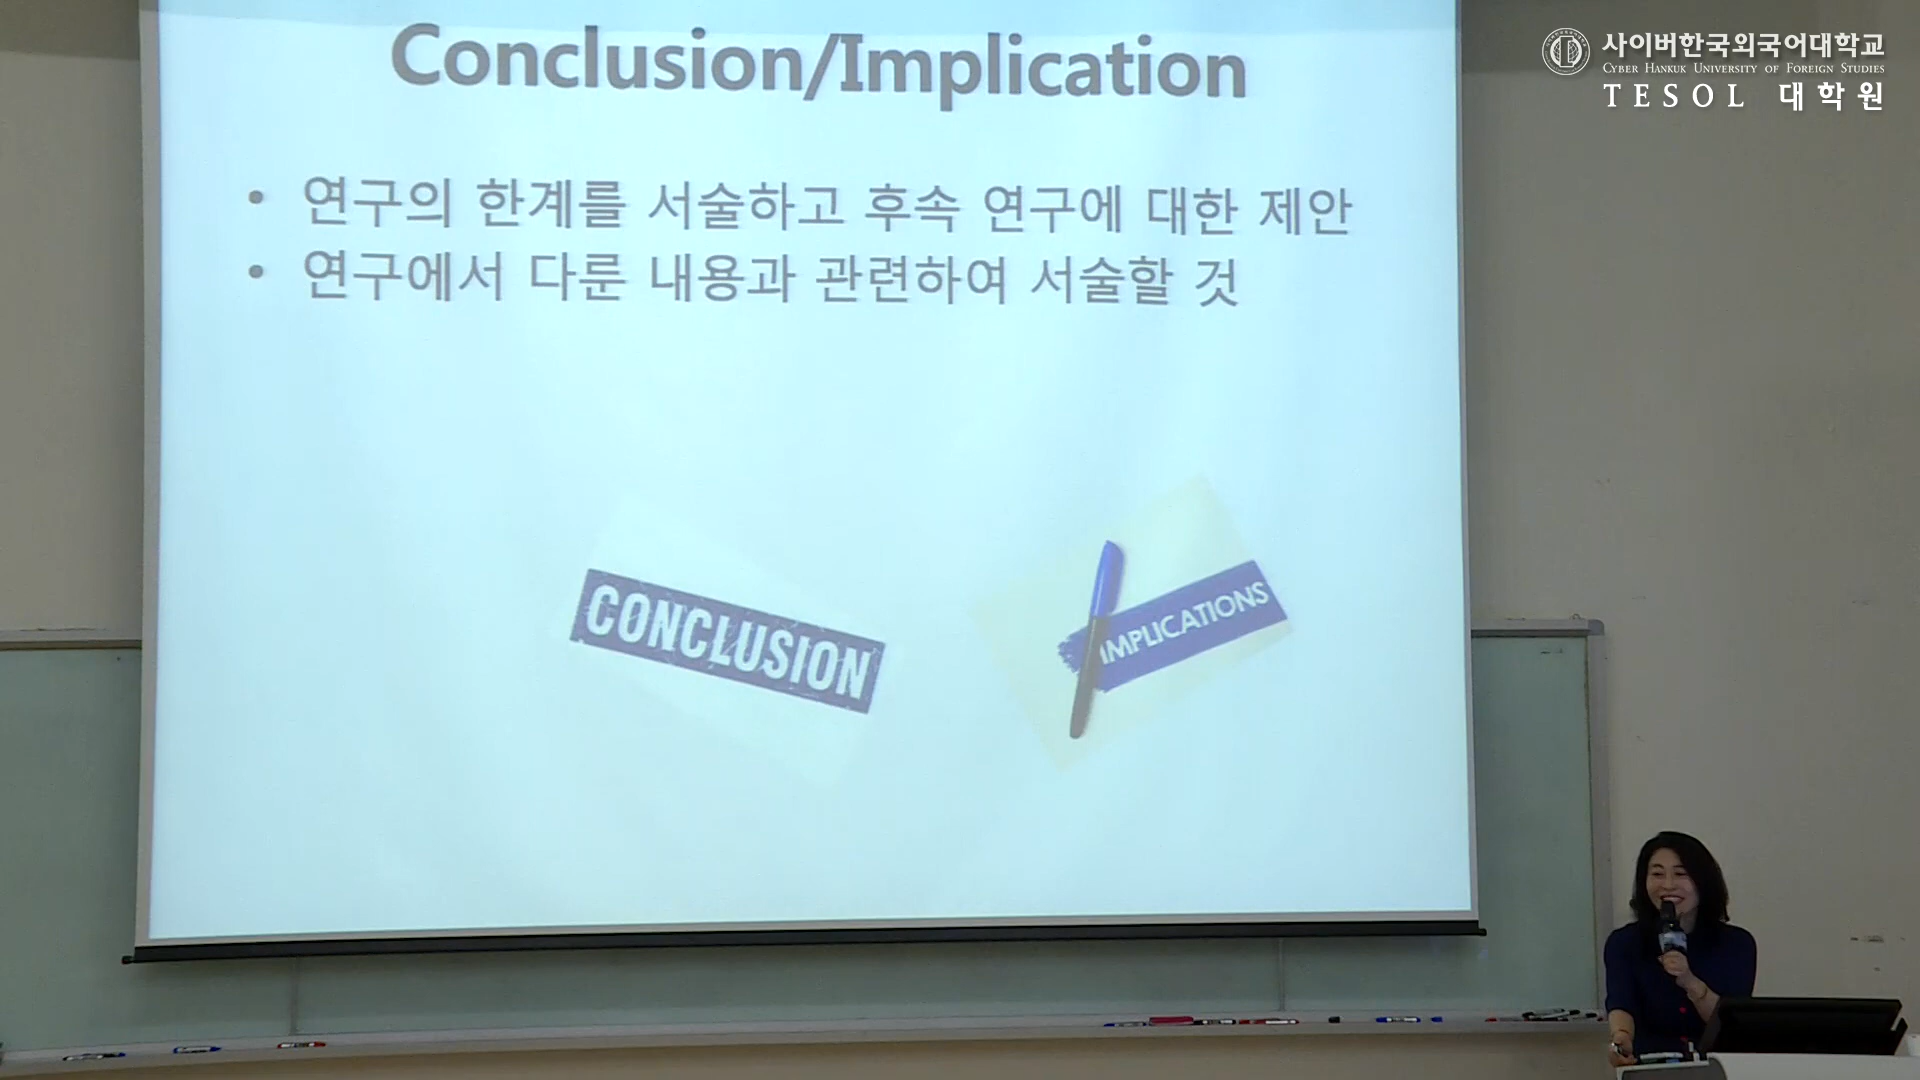 Conclusion/Implication
• 연구의 한계를 서술하고 후속 연구에 대한 제안
• 연구에서 다룬 내용과 관련하여 서술할 것
CONCLUSION
IMPLICATIONS
사이버한국외국어대학교
CYBER HANKUK UNIVERSITY OF FOREIGN STUDIES
TESOL 대학원